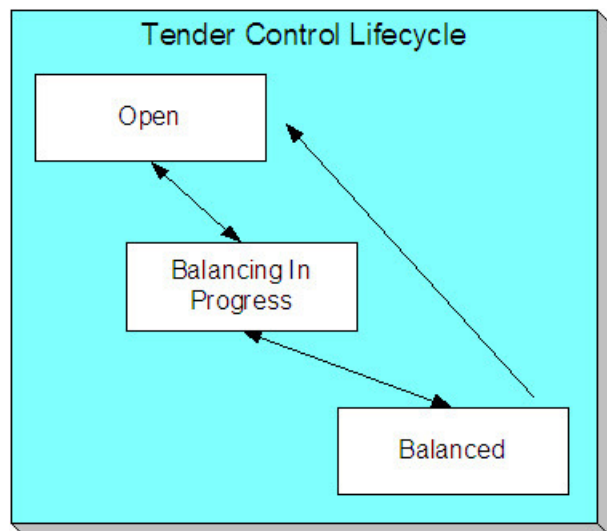 Tender Control Lifecycle
Open
Balancing In
Progress
Balanced